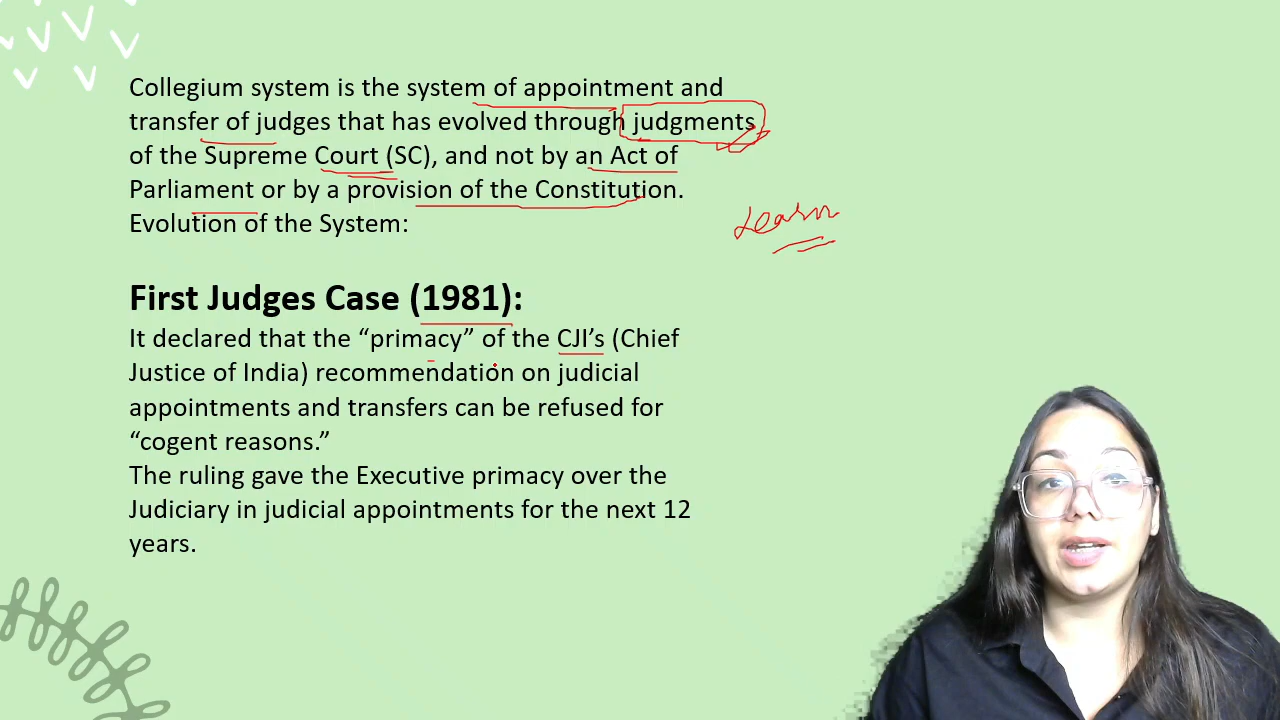 Collegium system is the system of appointment and
transfer of judges that has evolved through judgments
of the Supreme Court (SC), and not by an Act of
Parliament or by a provision of the Constitution.
Learn
Evolution of the System:
First Judges Case (1981):
It declared that the “primacy” of the CJI’s (Chief
Justice of India) recommendation on judicial
appointments and transfers can be refused for
“cogent reasons.”
The ruling gave the Executive primacy over the
Judiciary in judicial appointments for the next 12
years.